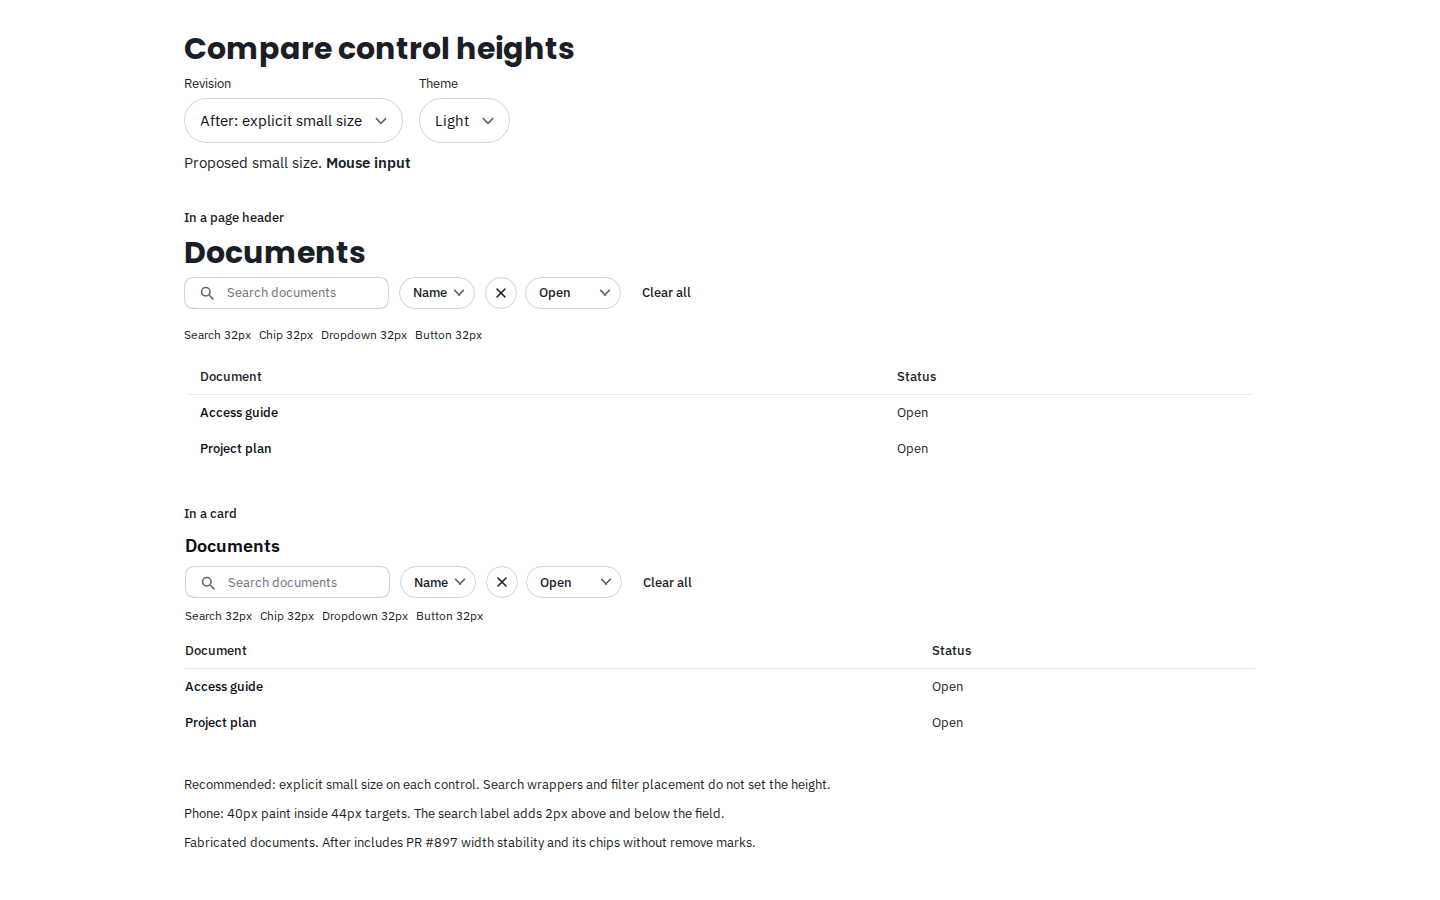 Compare control heights
Revision Theme
After: explicit small size Light
Proposed small size. Mouse input
In a page header
Documents
Search documents Name Open Clear all
Search 32px Chip 32px Dropdown 32px Button 32px
Document Status
Access guide Open
Project plan Open
In a card
Documents
Search documents Name Open Clear all
Search 32px Chip 32px Dropdown 32px Button 32px
Document Status
Access guide Open
Project plan Open
Recommended: explicit small size on each control. Search wrappers and filter placement do not set the height.
Phone: 40px paint inside 44px targets. The search label adds 2px above and below the field.
Fabricated documents. After includes PR #897 width stability and its chips without remove marks.